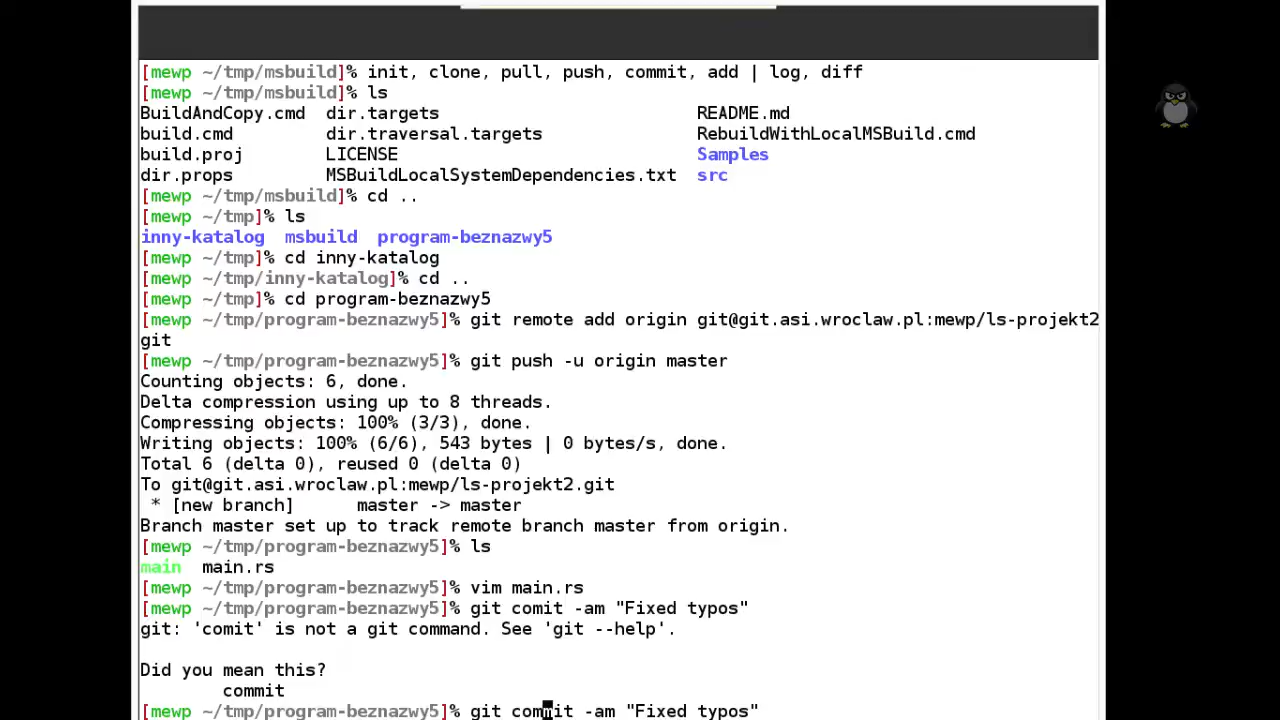 [mewp ~/tmp/msbuild]% init, clone, pull, push, commit, add | log, diff
[mewp ~/tmp/msbuild]% ls
BuildAndCopy.cmd  dir.targets                         README.md
build.cmd         dir.traversal.targets               RebuildWithLocalMSBuild.cmd
build.proj        LICENSE                             Samples
dir.props         MSBuildLocalSystemDependencies.txt  src
[mewp ~/tmp/msbuild]% cd ..
[mewp ~/tmp]% ls
inny-katalog  msbuild  program-beznazwy5
[mewp ~/tmp]% cd inny-katalog
[mewp ~/tmp/inny-katalog]% cd ..
[mewp ~/tmp]% cd program-beznazwy5
[mewp ~/tmp/program-beznazwy5]% git remote add origin git@git.asi.wroclaw.pl:mewp/ls-projekt2
git
[mewp ~/tmp/program-beznazwy5]% git push -u origin master
Counting objects: 6, done.
Delta compression using up to 8 threads.
Compressing objects: 100% (3/3), done.
Writing objects: 100% (6/6), 543 bytes | 0 bytes/s, done.
Total 6 (delta 0), reused 0 (delta 0)
To git@git.asi.wroclaw.pl:mewp/ls-projekt2.git
 * [new branch]      master -> master
Branch master set up to track remote branch master from origin.
[mewp ~/tmp/program-beznazwy5]% ls
main  main.rs
[mewp ~/tmp/program-beznazwy5]% vim main.rs
[mewp ~/tmp/program-beznazwy5]% git comit -am "Fixed typos"
git: 'comit' is not a git command. See 'git --help'.
Did you mean this?
        commit
[mewp ~/tmp/program-beznazwy5]% git commit -am "Fixed typos"